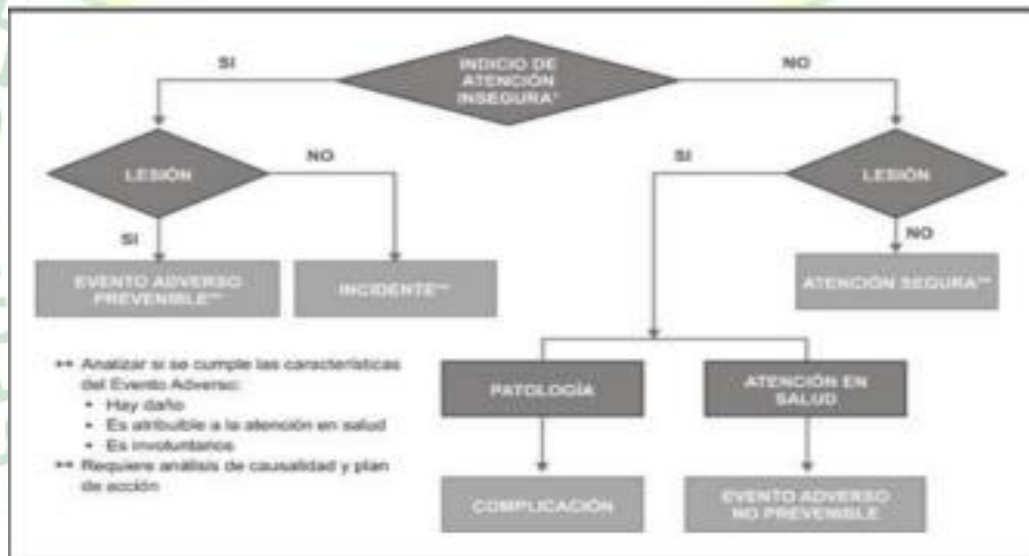 INDICIO DE
ATENCIÓN
INSEGURA*
SI
NO
LESIÓN
NO
SI
LESIÓN
SI
NO
EVENTO ADVERSO
PREVENIBLE**
INCIDENTE**
ATENCIÓN SEGURA**
** Analizar si se cumple las características
del Evento Adverso:
• Hay daño
• Es atribuible a la atención en salud
• Es involuntarios
** Requiere análisis de causalidad y plan
de acción
PATOLOGÍA
ATENCIÓN EN
SALUD
COMPLICACIÓN
EVENTO ADVERSO
NO PREVENIBLE